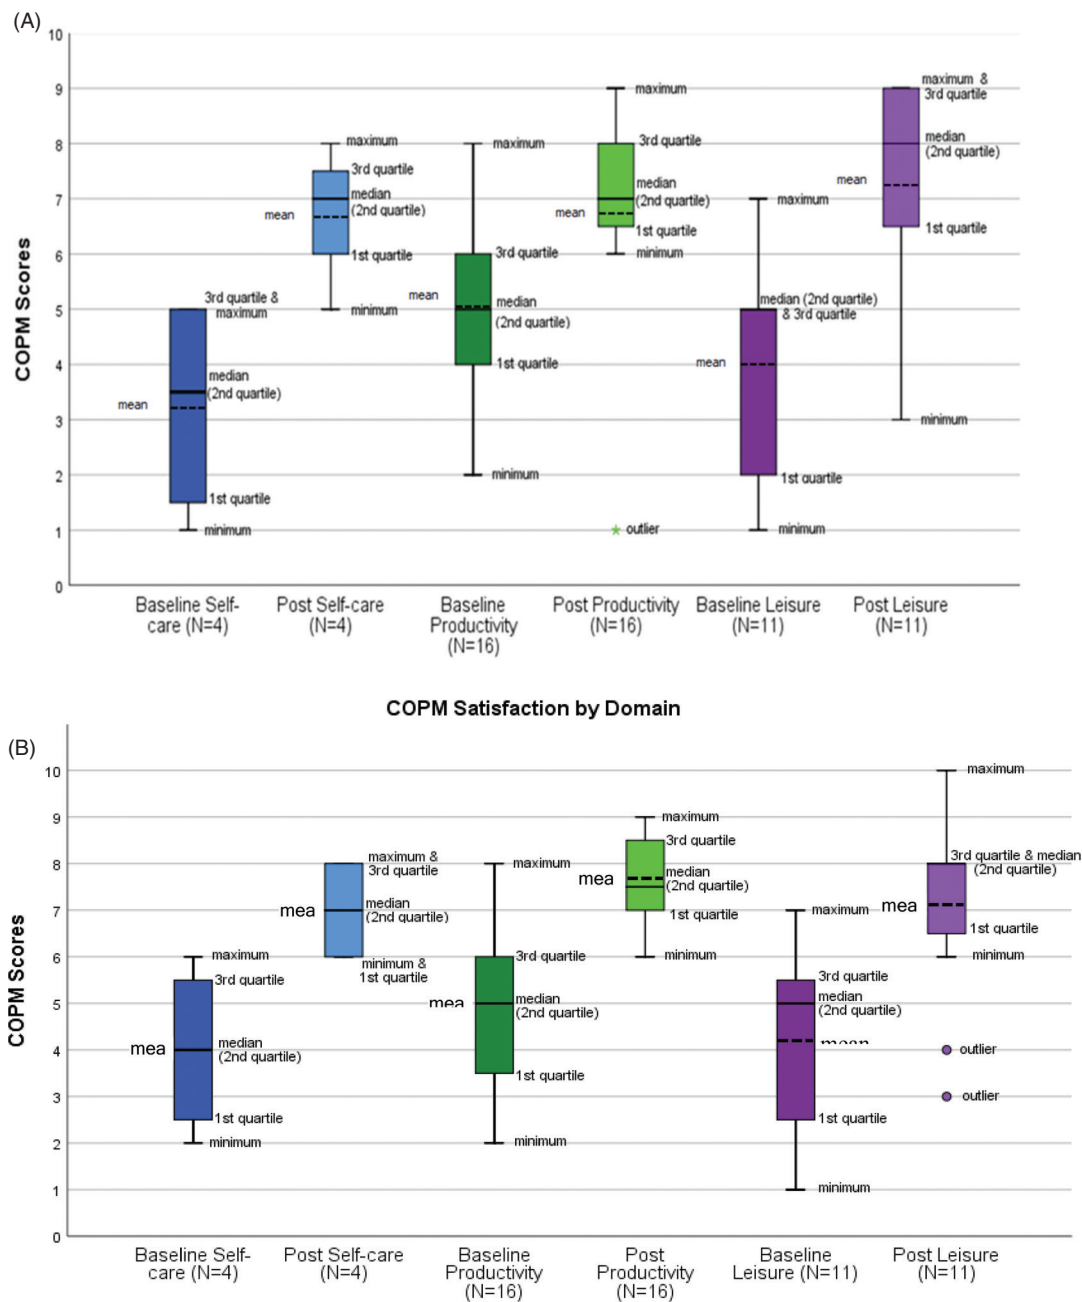 (A)
COPM Scores
10
9
8
7
6
5
4
3
2
1
0
3rd quartile &
maximum
median
(2nd quartile)
mean
1st quartile
minimum
maximum
3rd quartile
median
(2nd quartile)
mean
1st quartile
minimum
maximum
3rd quartile
mean
median
(2nd quartile)
1st quartile
minimum
maximum
3rd quartile
median
(2nd quartile)
mean
1st quartile
minimum
outlier
maximum
median (2nd quartile)
& 3rd quartile
mean
1st quartile
minimum
maximum &
3rd quartile
median
(2nd quartile)
mean
1st quartile
minimum
Baseline Self-
care (N=4)
Post Self-care
(N=4)
Baseline
Productivity
(N=16)
Post Productivity
(N=16)
Baseline Leisure
(N=11)
Post Leisure
(N=11)
COPM Satisfaction by Domain
(B)
COPM Scores
10
9
8
7
6
5
4
3
2
1
0
maximum
3rd quartile
mea
median
(2nd quartile)
1st quartile
minimum
maximum &
3rd quartile
mea
median
(2nd quartile)
minimum &
1st quartile
maximum
3rd quartile
mea
median
(2nd quartile)
1st quartile
minimum
maximum
3rd quartile
mea
median
(2nd quartile)
1st quartile
minimum
maximum
3rd quartile
median
(2nd quartile)
mean
1st quartile
minimum
maximum
3rd quartile & median
(2nd quartile)
mea
1st quartile
minimum
outlier
outlier
Baseline Self-
care (N=4)
Post Self-care
(N=4)
Baseline
Productivity
(N=16)
Post
Productivity
(N=16)
Baseline
Leisure (N=11)
Post Leisure
(N=11)